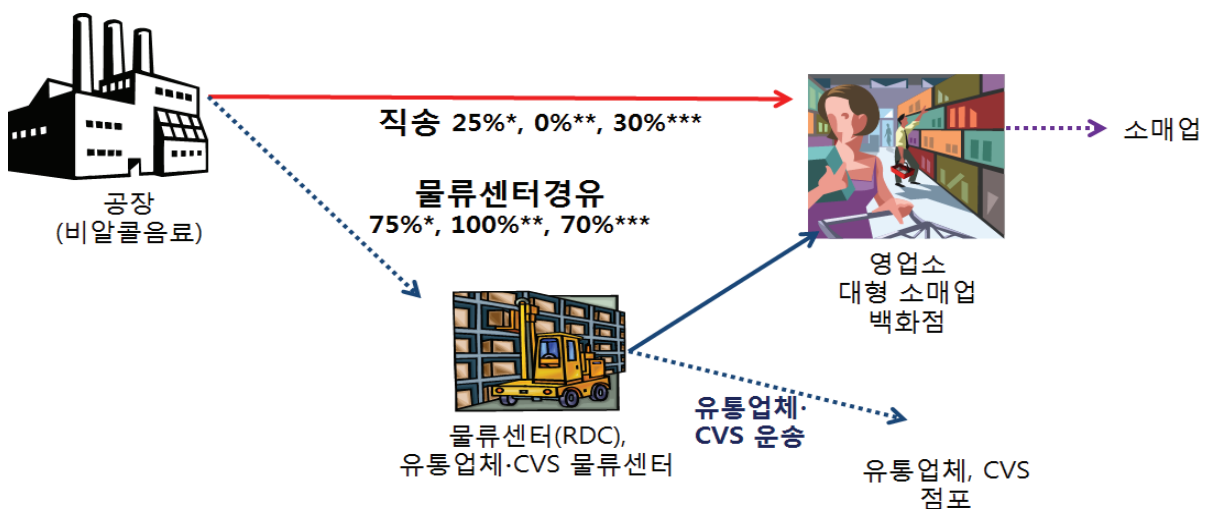 직송 25%*, 0%**, 30%***
소매업
물류센터경유
75%*, 100%**, 70%***
공장
(비알콜음료)
영업소
대형 소매업
백화점
유통업체·
CVS 운송
물류센터(RDC),
유통업체·CVS 물류센터
유통업체, CVS
점포